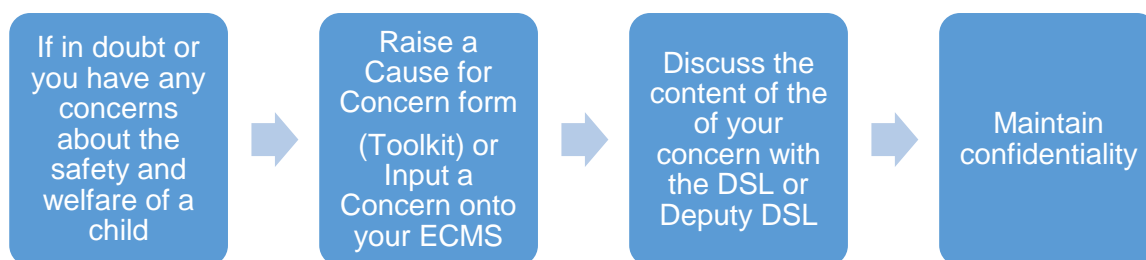 If in doubt or
you have any
concerns
about the
safety and
welfare of a
child
Raise a
Cause for
Concern form
(Toolkit) or
Input a
Concern onto
your ECMS
Discuss the
content of the
of your
concern with
the DSL or
Deputy DSL
Maintain
confidentiality